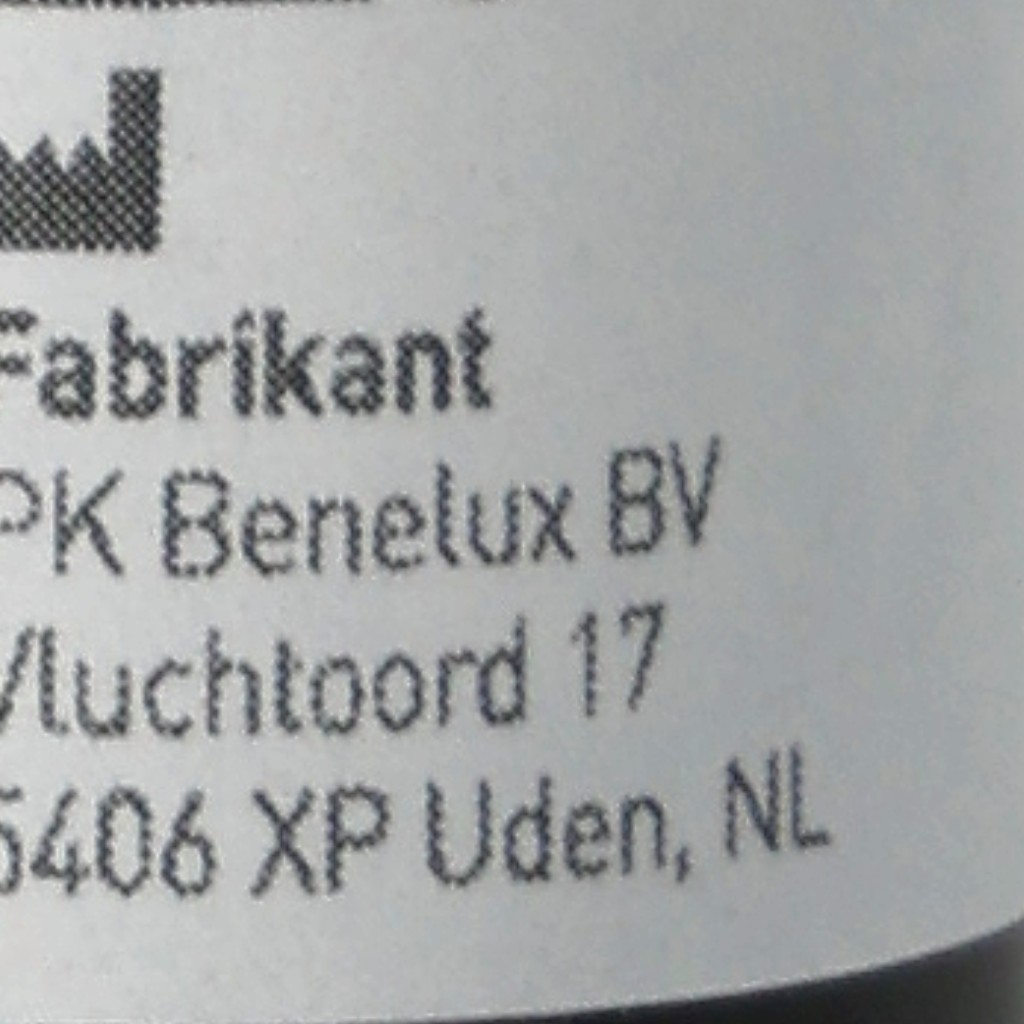 Fabrikant
PK Benelux BV
Vluchtoord 17
5406 XP Uden, NL